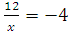 12/x = −4